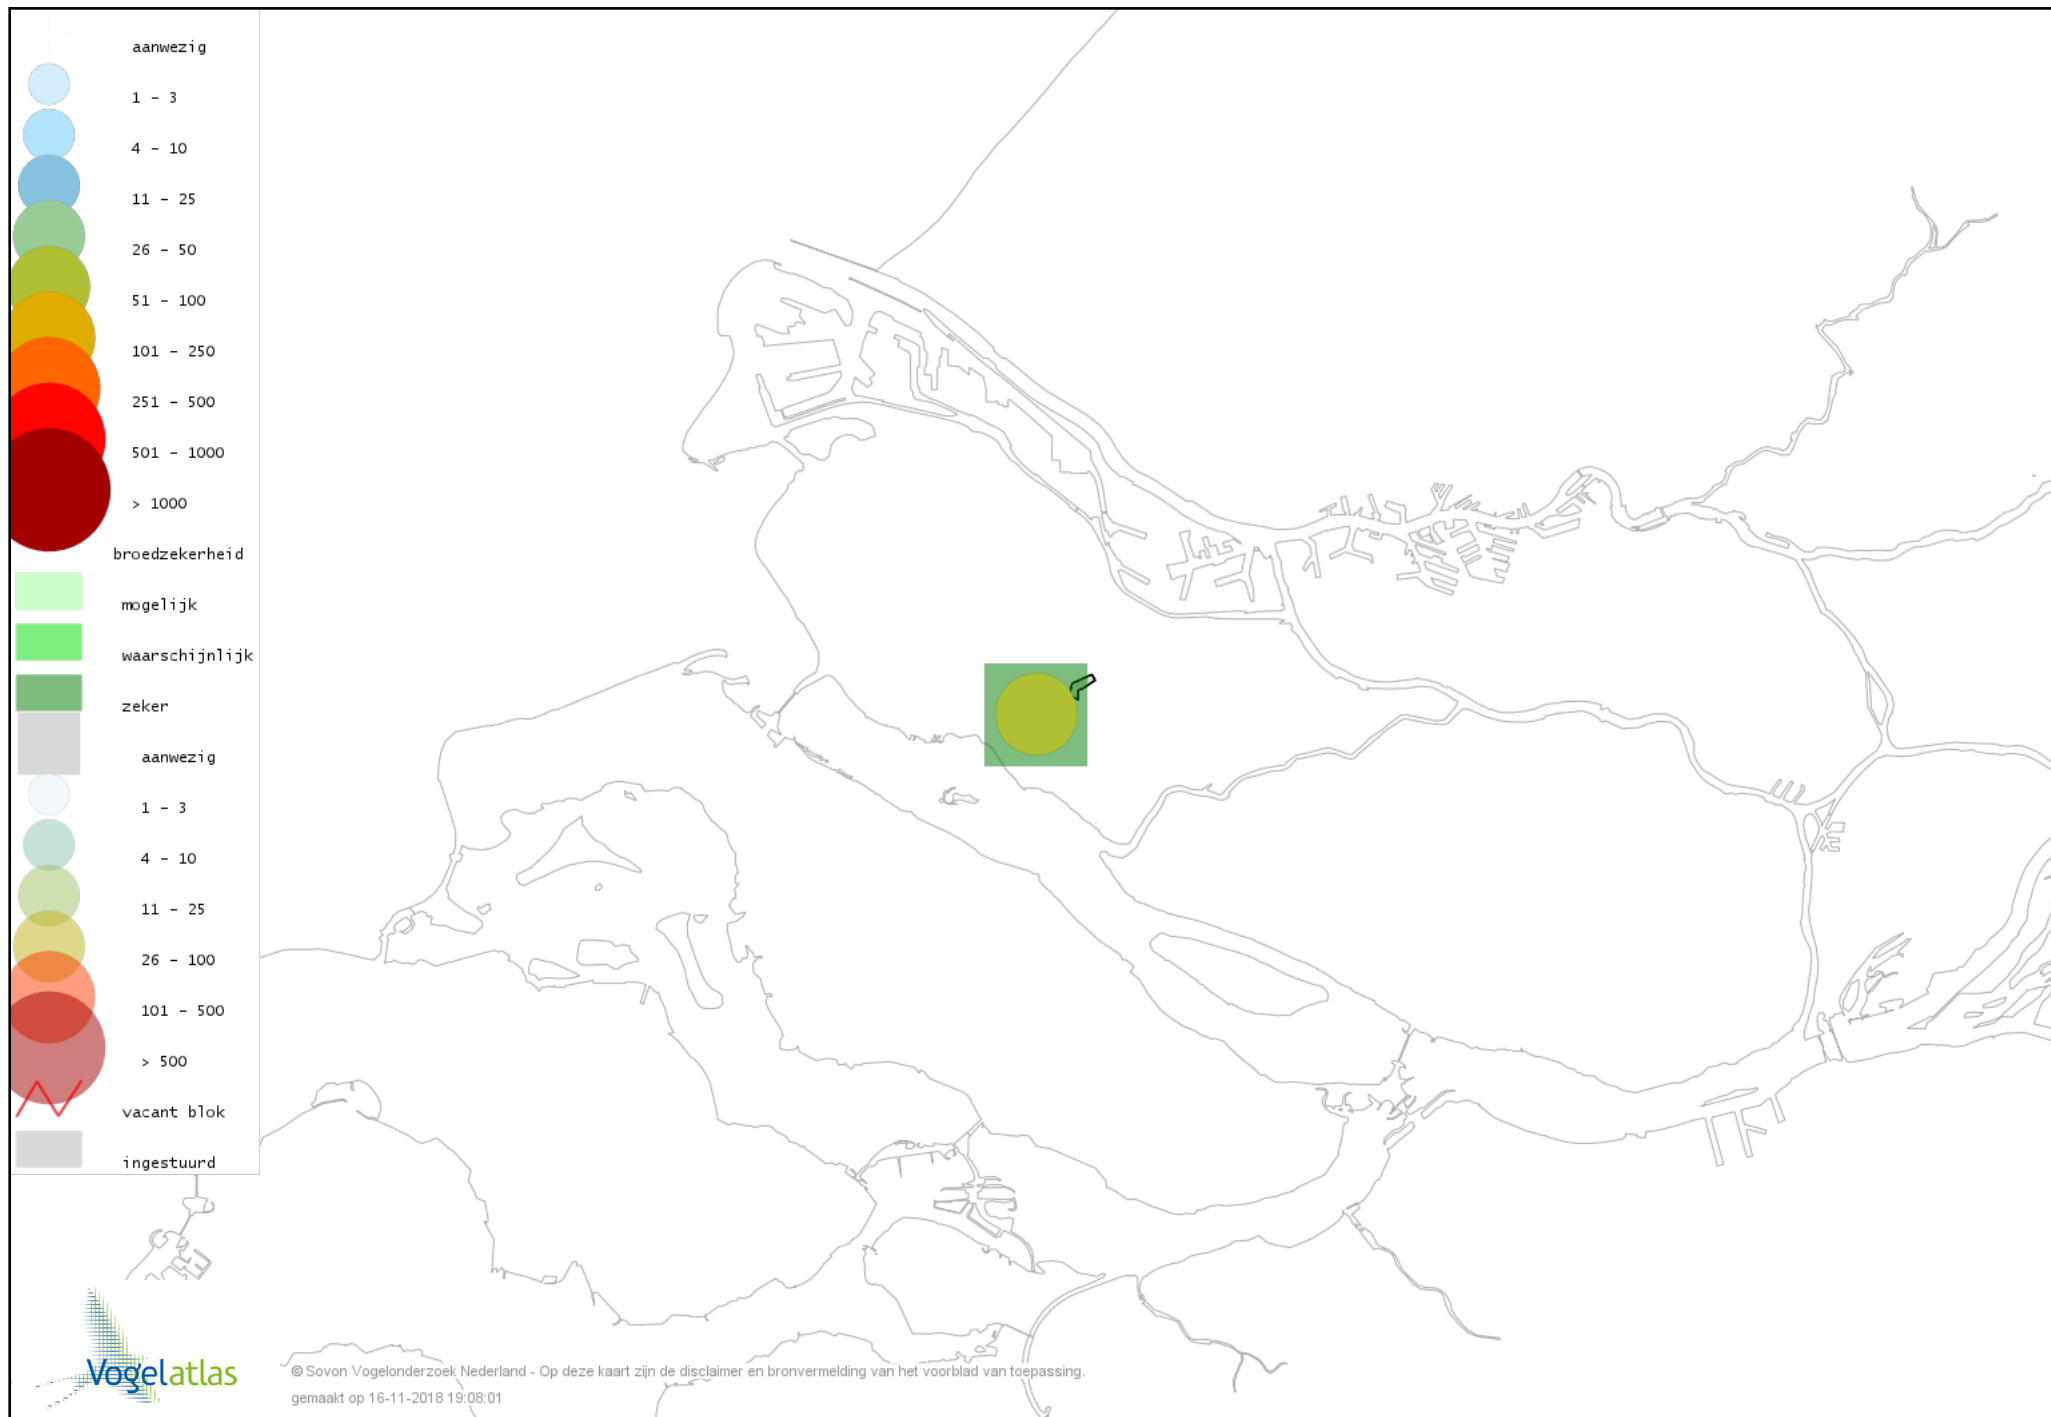 aanwezig
1 - 3
4 - 10
11 - 25
26 - 50
51 - 100
101 - 250
251 - 500
501 - 1000
> 1000
broedzekerheid
mogelijk
waarschijnlijk
zeker
aanwezig
1 - 3
4 - 10
11 - 25
26 - 100
101 - 500
> 500
vacant blok
ingestuurd
Vogelatlas
© Sovon Vogelonderzoek Nederland - Op deze kaart zijn de disclaimer en bronvermelding van het voorblad van toepassing.
gemaakt op 16-11-2018 19:08:01